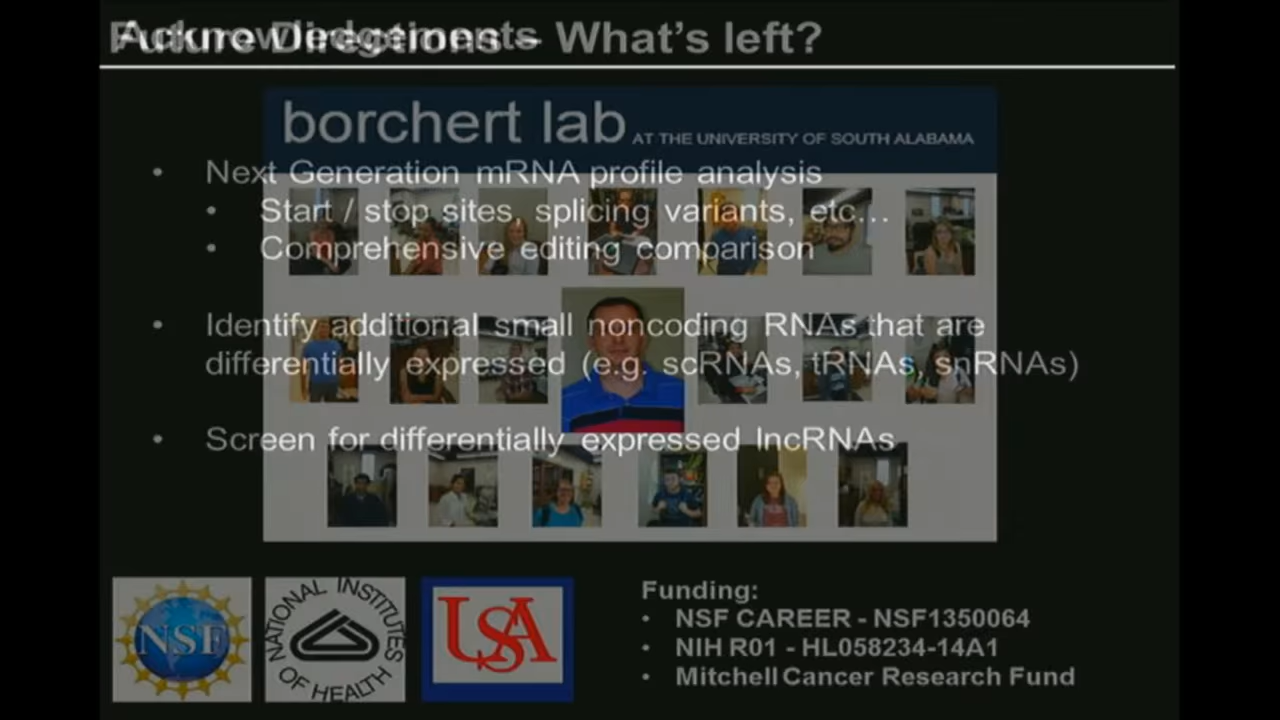 Future Directions – What's left?
Acknowledgements
borchert lab AT THE UNIVERSITY OF SOUTH ALABAMA
• Next Generation mRNA profile analysis
• Start / stop sites, splicing variants, etc…
• Comprehensive editing comparison
• Identify additional small noncoding RNAs that are
differentially expressed (e.g. scRNAs, tRNAs, snRNAs)
• Screen for differentially expressed lncRNAs
NSF
NATIONAL INSTITUTES
OF HEALTH
USA
Funding:
• NSF CAREER - NSF1350064
• NIH R01 - HL058234-14A1
• Mitchell Cancer Research Fund